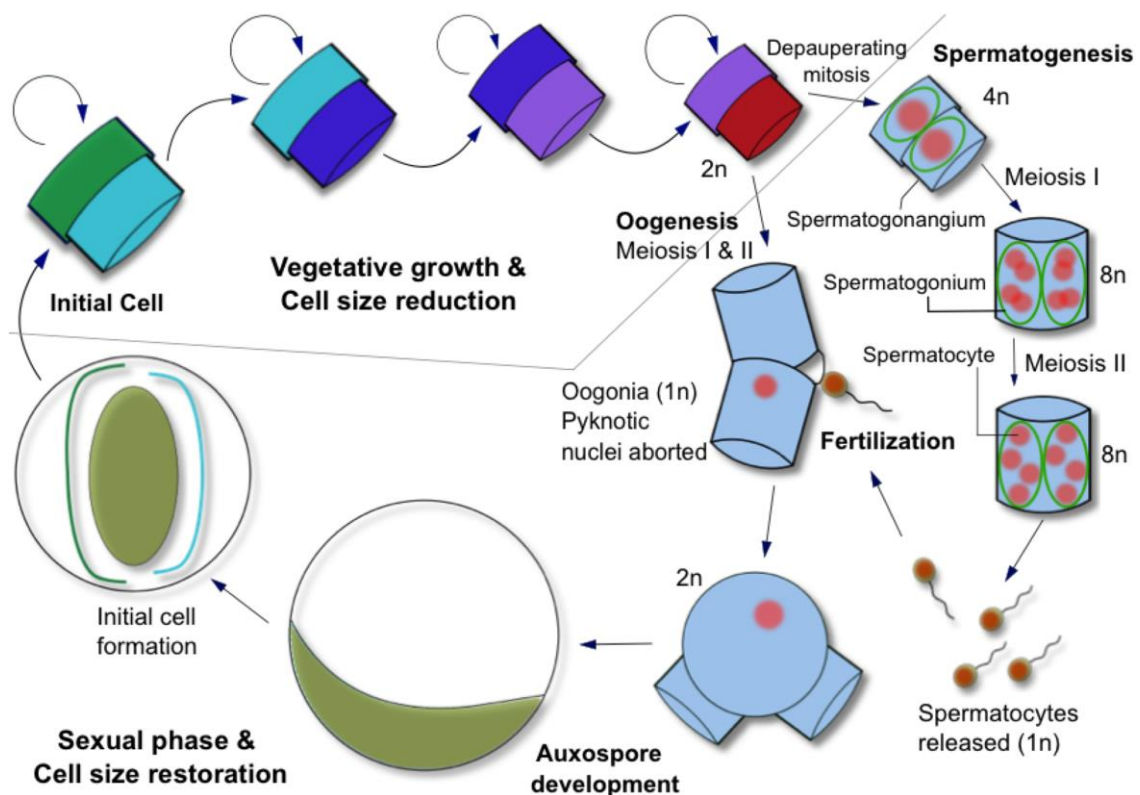 Depauperating
mitosis
Spermatogenesis
4n
2n
Meiosis I
Spermatogonangium
Oogenesis
Meiosis I & II
Initial Cell
Vegetative growth &
Cell size reduction
Spermatogonium
8n
Spermatocyte
Meiosis II
8n
Oogonia (1n)
Pyknotic
nuclei aborted
Fertilization
2n
Initial cell
formation
Spermatocytes
released (1n)
Sexual phase &
Cell size restoration
Auxospore
development